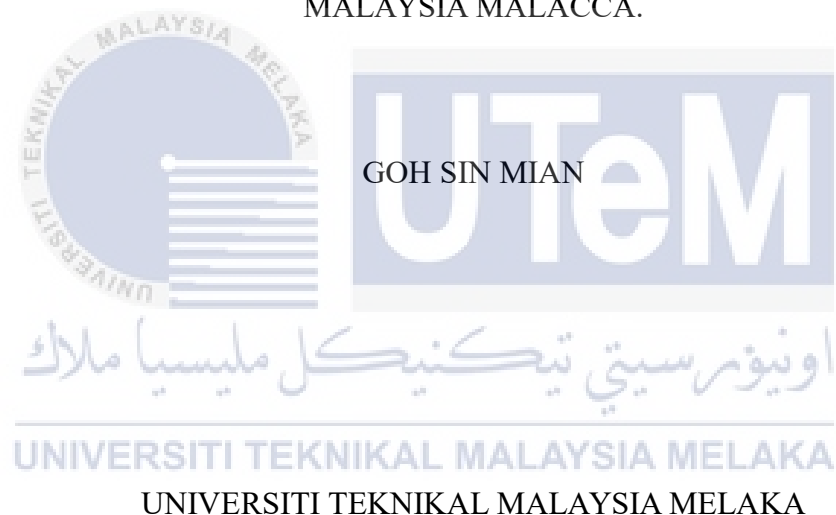 MALAYSIA MALACCA.
UNIVERSITI TEKNIKAL MALAYSIA MELAKA
UTeM
GOH SIN MIAN
اونيۏرسيتي تيكنيكل مليسيا ملاك
UNIVERSITI TEKNIKAL MALAYSIA MELAKA
UNIVERSITI TEKNIKAL MALAYSIA MELAKA